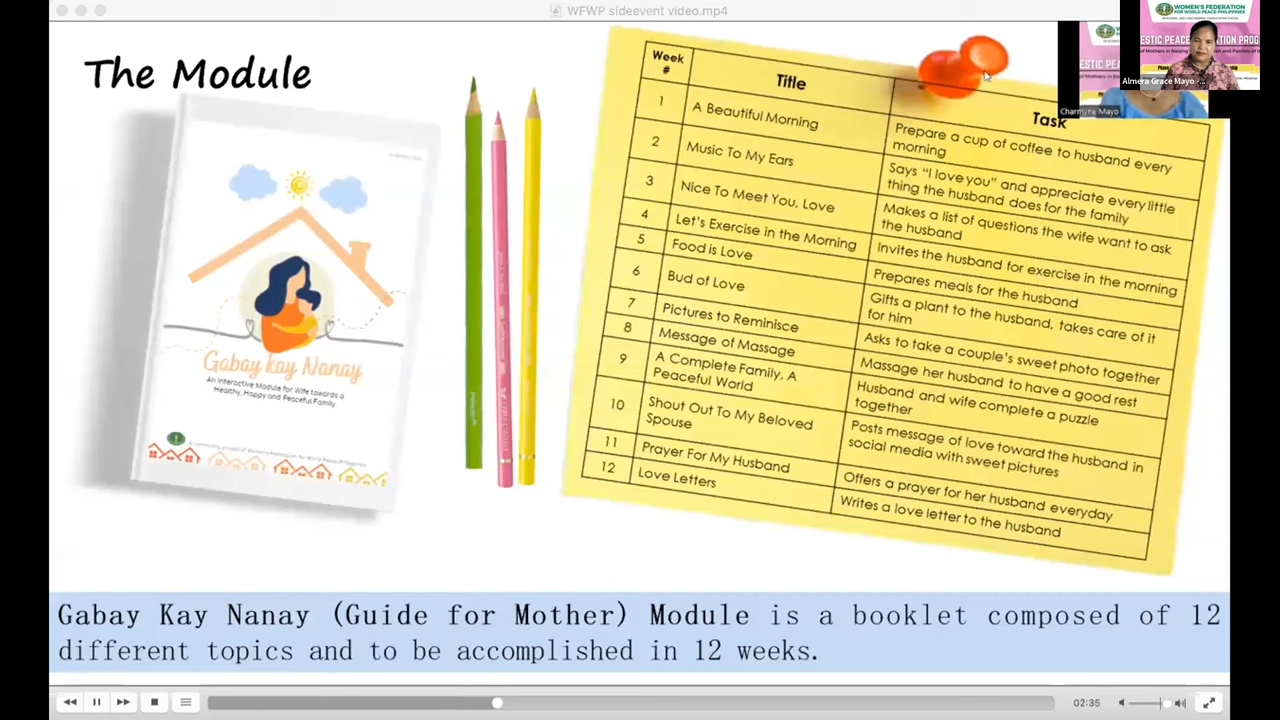 WFWP sideevent video.mp4
WOMEN'S FEDERATION
FOR WORLD PEACE-PHILIPPINES
Almera Grace Mayo -...
Charmyne Mayo
The Module
Gabay kay Nanay
An Interactive Module for Wife towards a
Healthy, Happy and Peaceful Family.
A community project of Women's Federation for World Peace-Philippines
Week # Title Task
1 A Beautiful Morning Prepare a cup of coffee to husband every morning
2 Music To My Ears Says “I love you” and appreciate every little thing the husband does for the family
3 Nice To Meet You, Love Makes a list of questions the wife want to ask the husband
4 Let's Exercise in the Morning Invites the husband for exercise in the morning
5 Food is Love Prepares meals for the husband
6 Bud of Love Gifts a plant to the husband, takes care of it for him
7 Pictures to Reminisce Asks to take a couple's sweet photo together
8 Message of Massage Massage her husband to have a good rest
9 A Complete Family, A Peaceful World Husband and wife complete a puzzle together
10 Shout Out To My Beloved Spouse Posts message of love toward the husband in social media with sweet pictures
11 Prayer For My Husband Offers a prayer for her husband everyday
12 Love Letters Writes a love letter to the husband
Gabay Kay Nanay (Guide for Mother) Module is a booklet composed of 12
different topics and to be accomplished in 12 weeks.
02:35